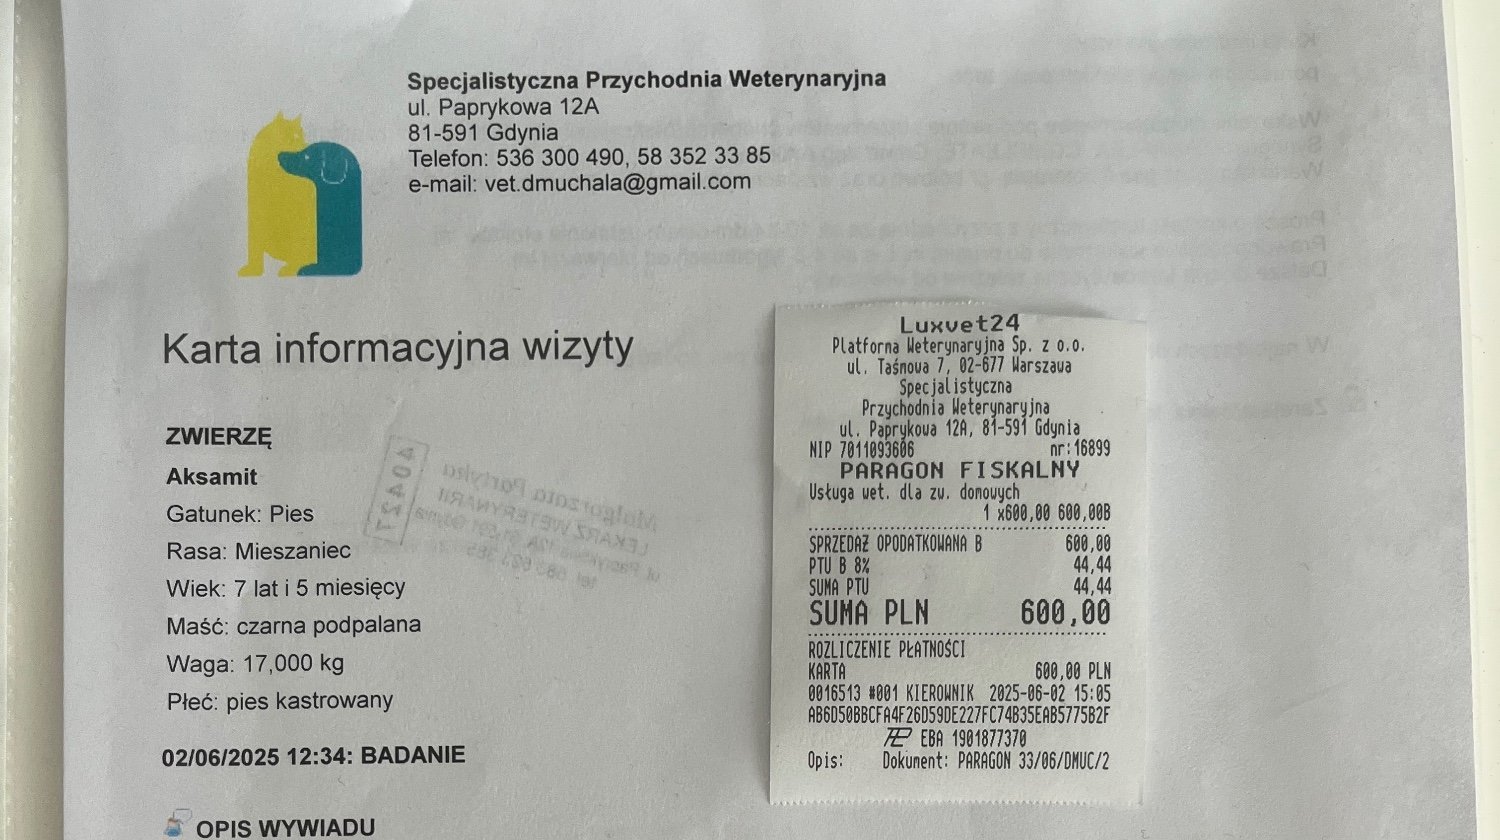 Specjalistyczna Przychodnia Weterynaryjna
ul. Paprykowa 12A
81-591 Gdynia
Telefon: 536 300 490, 58 352 33 85
e-mail: vet.dmuchala@gmail.com
Karta informacyjna wizyty
ZWIERZĘ
Aksamit
Gatunek: Pies
Rasa: Mieszaniec
Wiek: 7 lat i 5 miesięcy
Maść: czarna podpalana
Waga: 17,000 kg
Płeć: pies kastrowany
02/06/2025 12:34: BADANIE
OPIS WYWIADU
Luxvet24
Platforma Weterynaryjna Sp. z o.o.
ul. Taśmowa 7, 02-677 Warszawa
Specjalistyczna
Przychodnia Weterynaryjna
ul. Paprykowa 12A, 81-591 Gdynia
NIP 7011093606 nr:16899
PARAGON FISKALNY
Usługa wet. dla zw. domowych
1 x600,00 600,00B
SPRZEDAŻ OPODATKOWANA B 600,00
PTU B 8% 44,44
SUMA PTU 44,44
SUMA PLN 600,00
ROZLICZENIE PŁATNOŚCI
KARTA 600,00 PLN
0016513 #001 KIEROWNIK 2025-06-02 15:05
AB6D50BBCFA4F26D59DE227FC74B35EAB5775B2F
EBA 1901877370
Opis: Dokument: PARAGON 33/06/DMUC/2